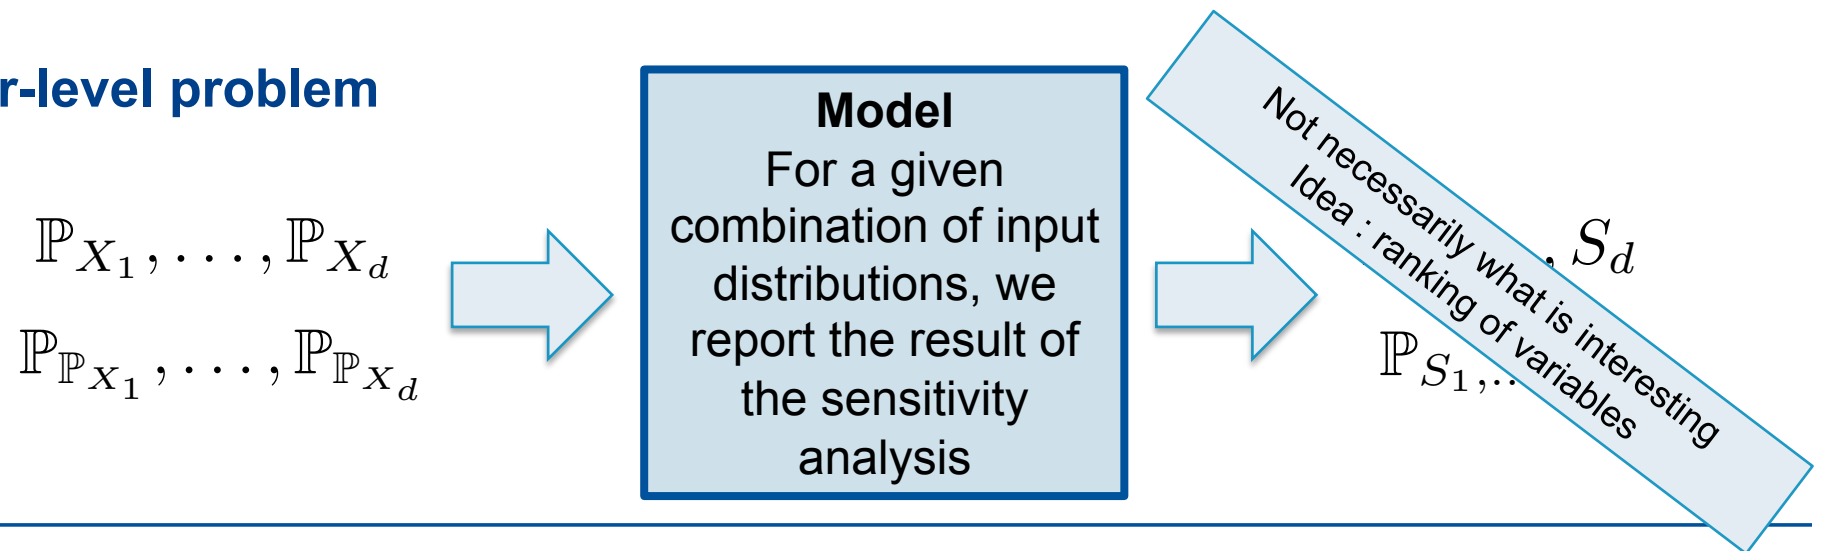 r-level problem
ℙ_{X_1}, . . . , ℙ_{X_d}
ℙ_{ℙ_{X_1}}, . . . , ℙ_{ℙ_{X_d}}
Model
For a given
combination of input
distributions, we
report the result of
the sensitivity
analysis
, S_d
ℙ_{S_1,..
Not necessarily what is interesting
Idea : ranking of variables